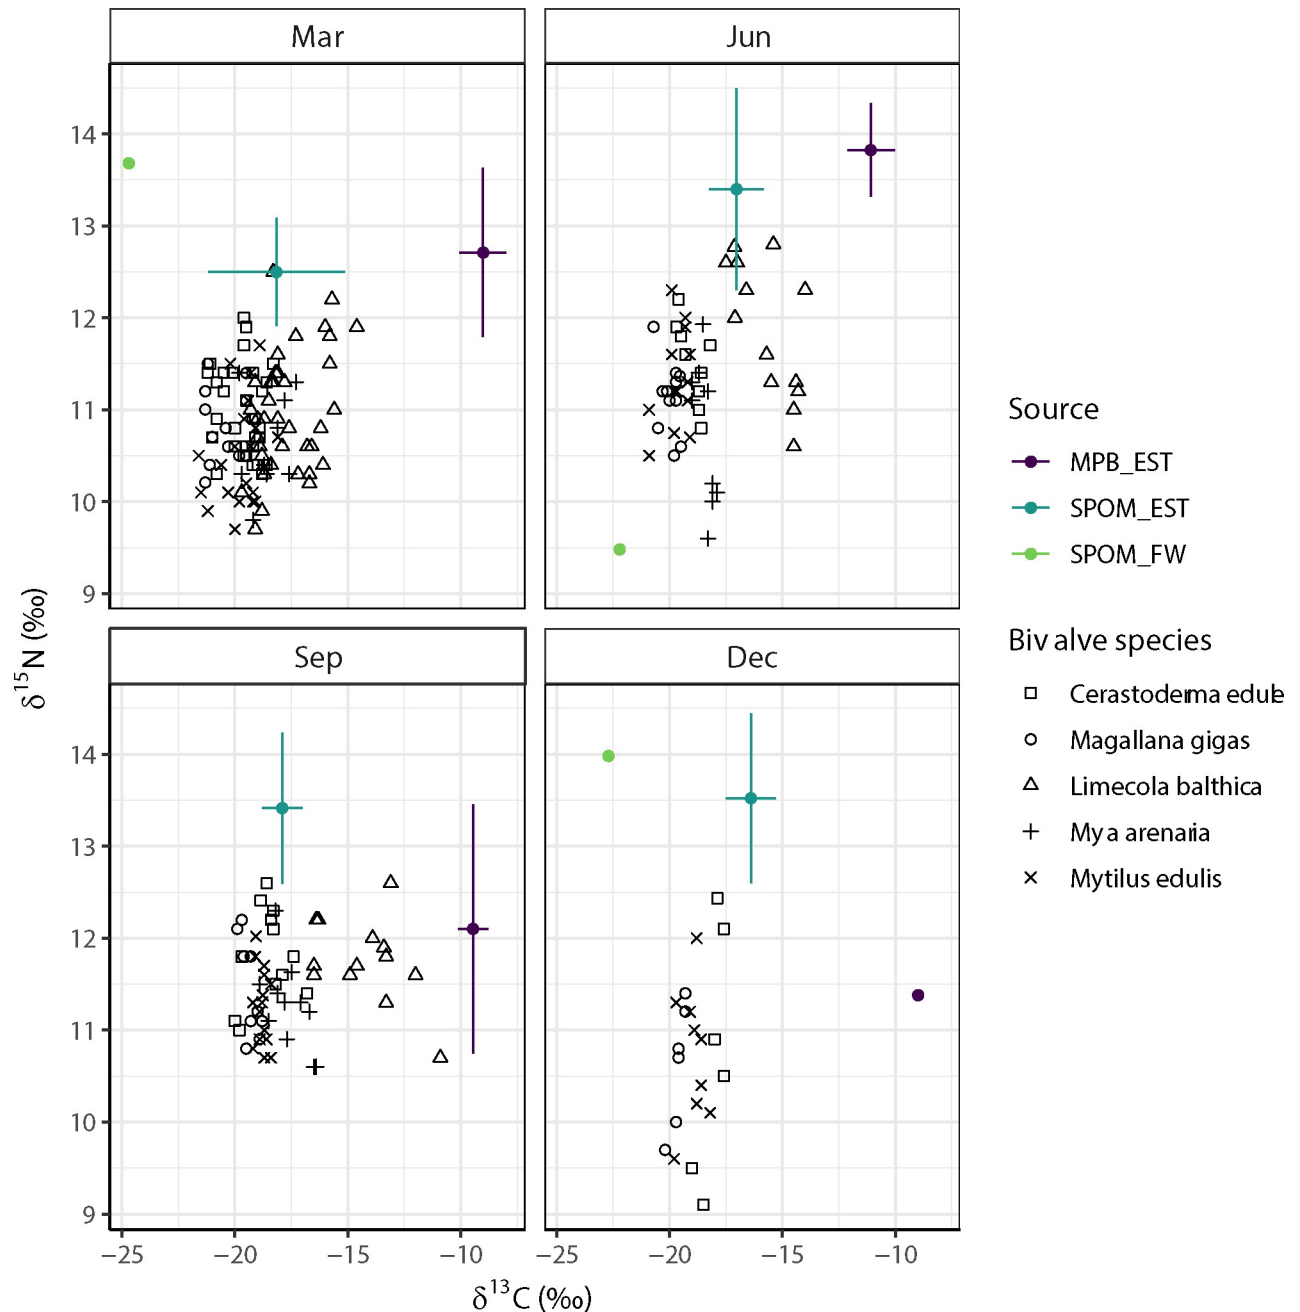 Mar
Jun
14
13
12
11
10
9
Sep
Dec
14
13
12
11
10
9
−25
−20
−15
−10
−25
−20
−15
−10
δ¹³C (‰)
δ¹⁵N (‰)
Source
MPB_EST
SPOM_EST
SPOM_FW
Biv alve species
Cerastoderma edule
Magallana gigas
Limecola balthica
My a arenaria
Mytilus edulis